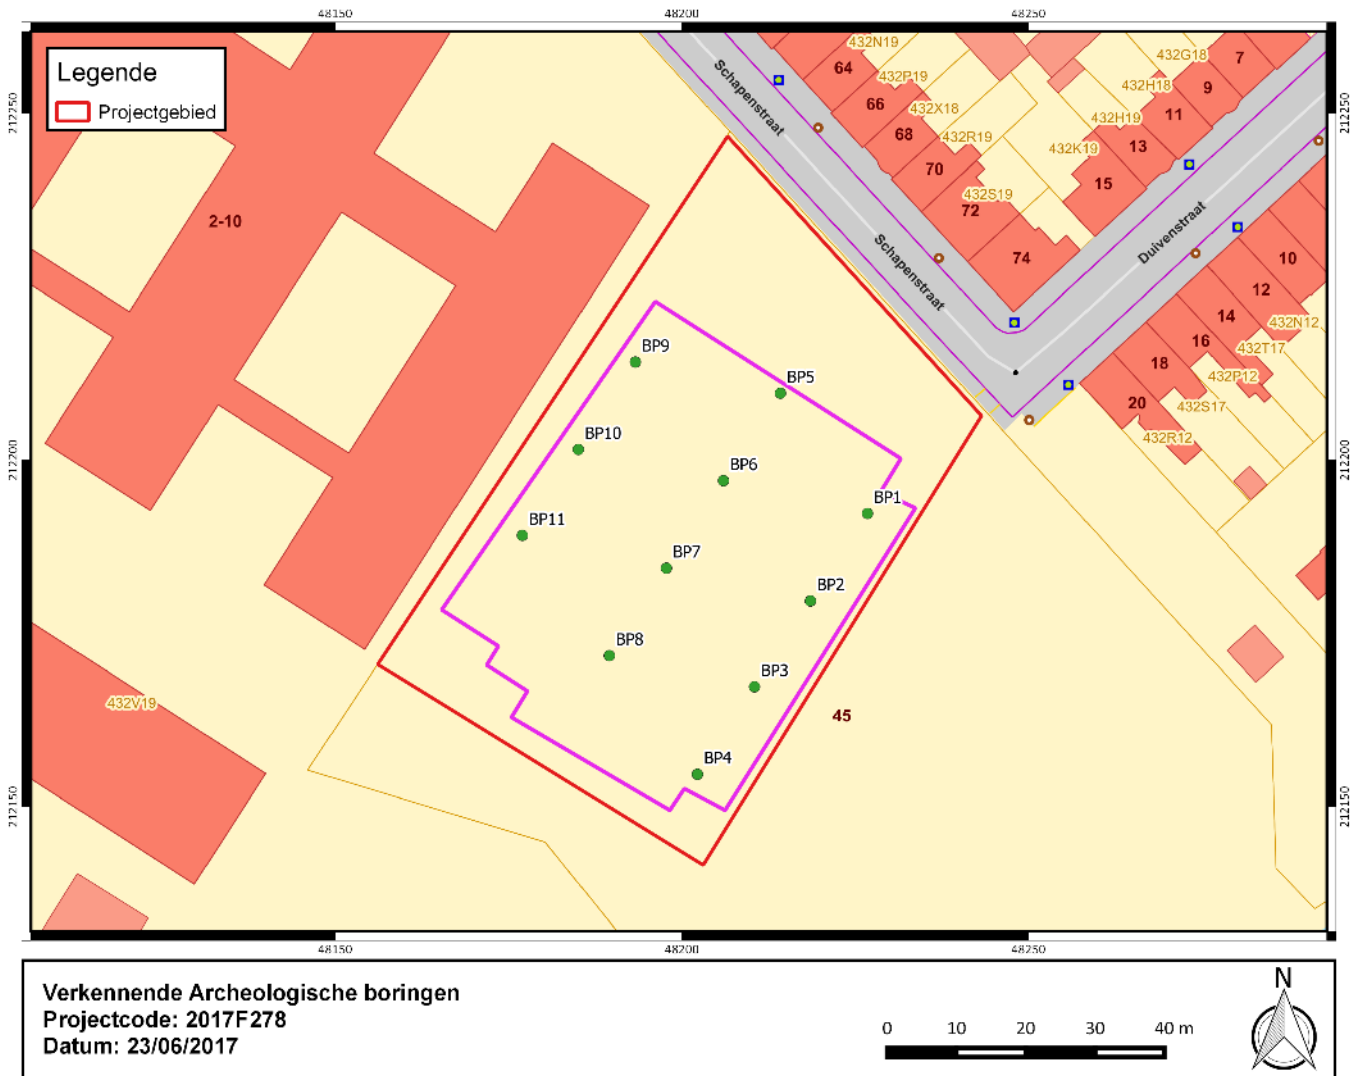 48150
48200
48250
Legende
Projectgebied
212250
212200
212150
212250
212200
212150
Schapenstraat
Schapenstraat
Duivenstraat
432N19
64
432P19
66
432X18
68
432R19
70
432S19
72
74
432G18
7
432H18
9
11
432H19
13
432K19
15
10
12
14
432N12
16
432T17
18
432P12
20
432S17
432R12
2-10
BP9
BP5
BP10
BP6
BP1
BP11
BP7
BP2
BP8
BP3
BP4
45
432V19
48150
48200
48250
Verkennende Archeologische boringen
Projectcode: 2017F278
Datum: 23/06/2017
0 10 20 30 40 m
N